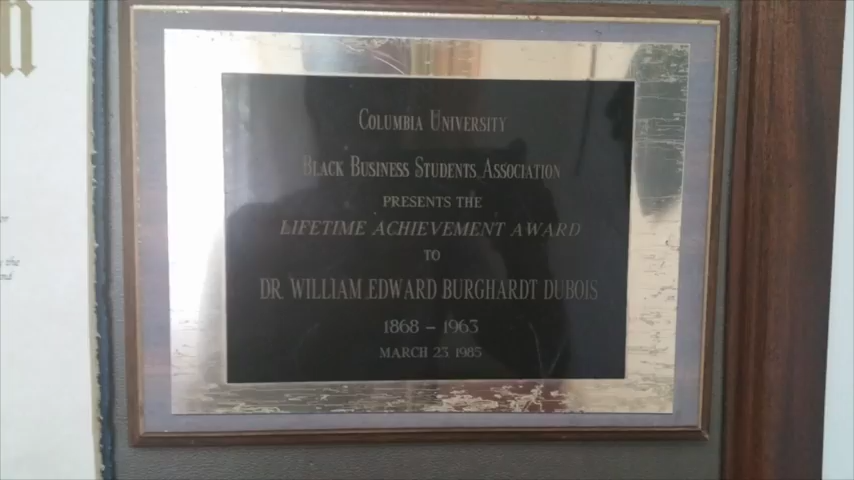 Columbia University
Black Business Students Association
PRESENTS THE
LIFETIME ACHIEVEMENT AWARD
TO
DR. WILLIAM EDWARD BURGHARDT DUBOIS
1868 – 1963
MARCH 23 1985